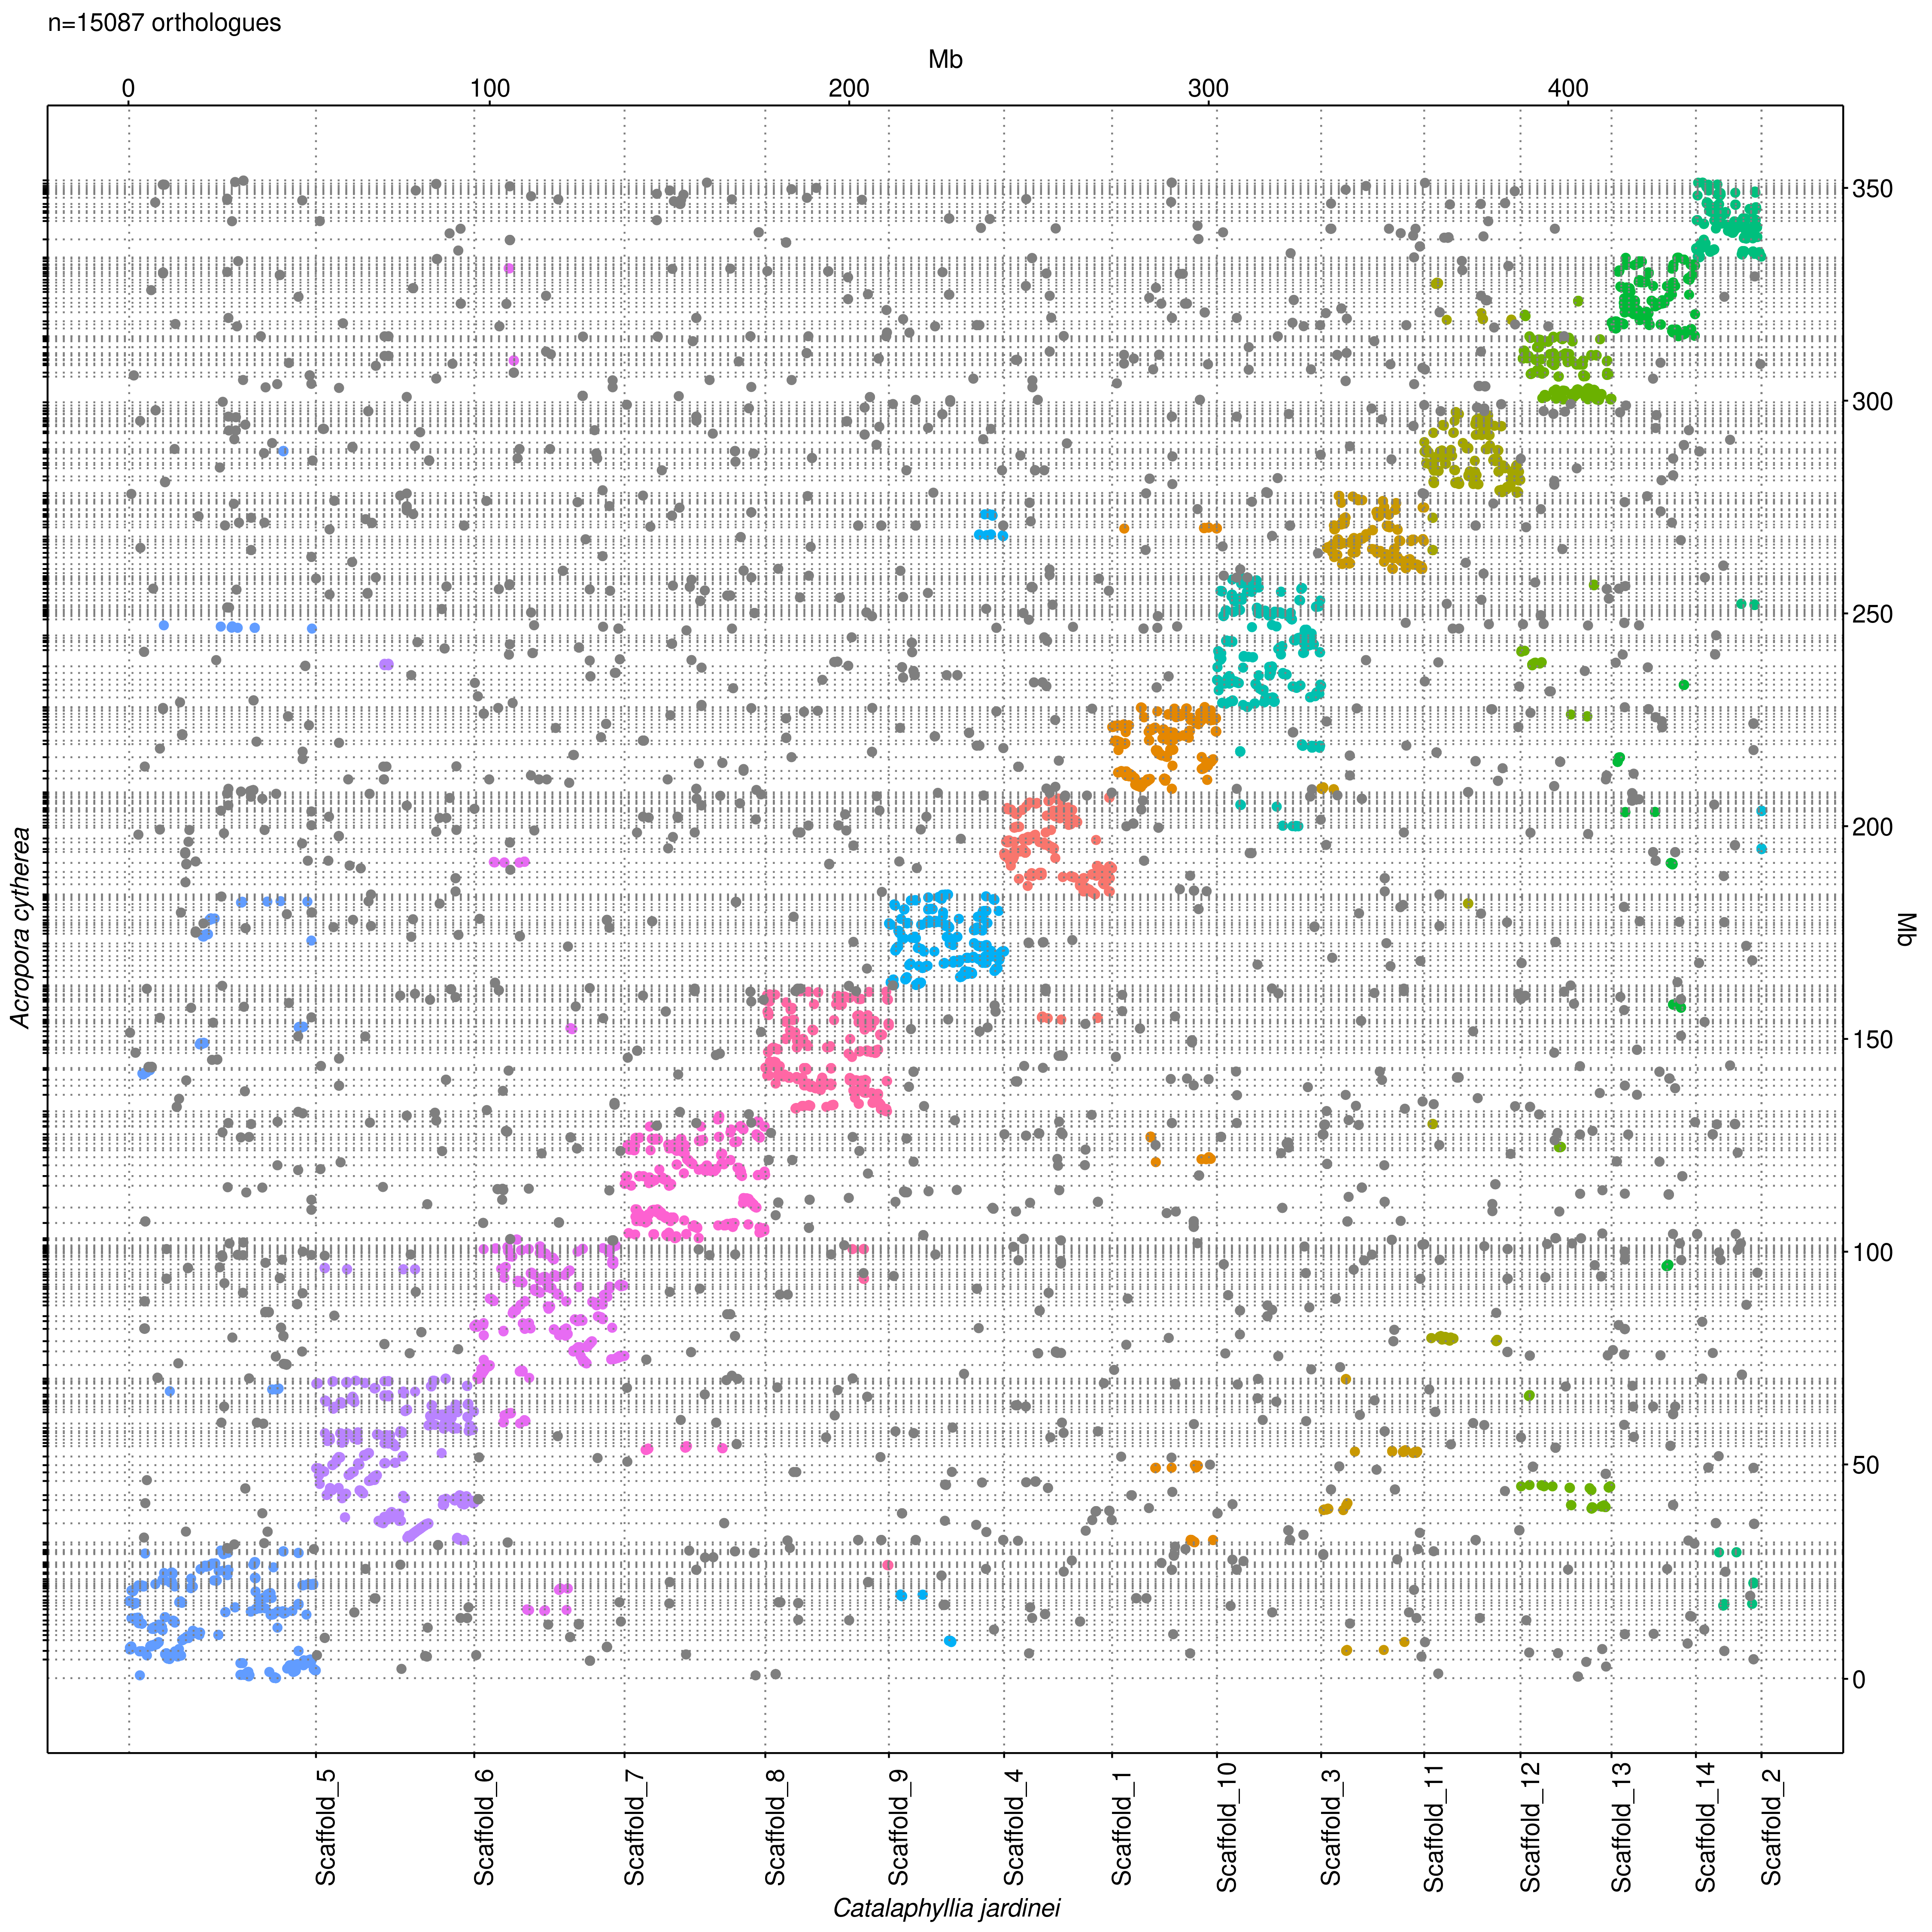 n=15087 orthologues
Mb
0 100 200 300 400
350
300
250
200
150
100
50
0
Mb
Acropora cytherea
Scaffold_5
Scaffold_6
Scaffold_7
Scaffold_8
Scaffold_9
Scaffold_4
Scaffold_1
Scaffold_10
Scaffold_3
Scaffold_11
Scaffold_12
Scaffold_13
Scaffold_14
Scaffold_2
Catalaphyllia jardinei